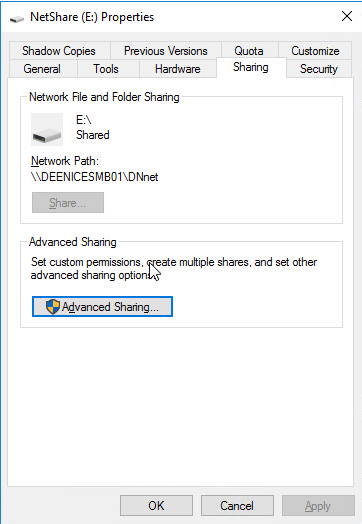 NetShare (E:) Properties
Shadow Copies Previous Versions Quota Customize
General Tools Hardware Sharing Security
Network File and Folder Sharing
E:\
Shared
Network Path:
\\DEENICESMB01\DNnet
Share...
Advanced Sharing
Set custom permissions, create multiple shares, and set other
advanced sharing options.
Advanced Sharing...
OK Cancel Apply